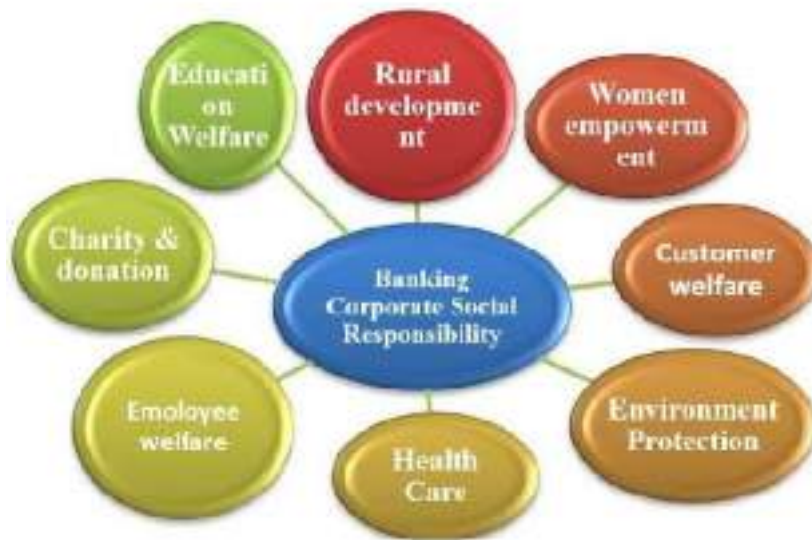 Educati
on
Welfare
Rural
developme
nt
Women
empowerm
ent
Charity &
donation
Banking
Corporate Social
Responsibility
Customer
welfare
Emoloyee
welfare
Health
Care
Environment
Protection